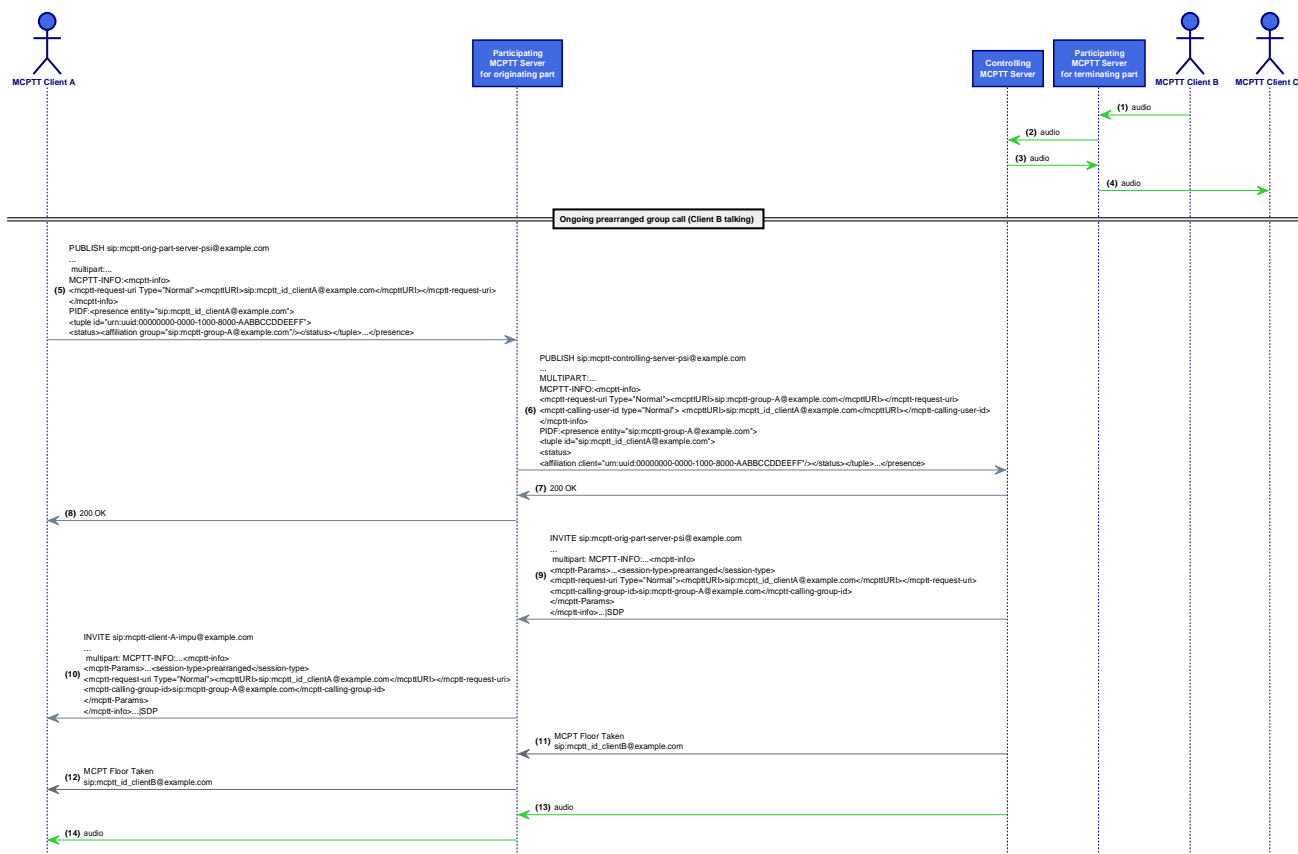 MCPTT Client A
Participating
MCPTT Server
for originating part
Controlling
MCPTT Server
Participating
MCPTT Server
for terminating part
MCPTT Client B
MCPTT Client C
(1) audio
(2) audio
(3) audio
(4) audio
Ongoing prearranged group call (Client B talking)
PUBLISH sip:mcptt-orig-part-server-psi@example.com
...
multipart:...
MCPTT-INFO:<mcptt-info>
(5) <mcptt-request-uri Type="Normal"><mcpttURI>sip:mcptt_id_clientA@example.com</mcpttURI></mcptt-request-uri>
</mcptt-info>
PIDF:<presence entity="sip:mcptt_id_clientA@example.com">
<tuple id="urn:uuid:00000000-0000-1000-8000-AABBCCDDEEFF">
<status><affiliation group="sip:mcptt-group-A@example.com"/></status></tuple>...</presence>
PUBLISH sip:mcptt-controlling-server-psi@example.com
...
MULTIPART:...
MCPTT-INFO:<mcptt-info>
<mcptt-request-uri Type="Normal"><mcpttURI>sip:mcptt-group-A@example.com</mcpttURI></mcptt-request-uri>
(6) <mcptt-calling-user-id type="Normal"> <mcpttURI>sip:mcptt_id_clientA@example.com</mcpttURI></mcptt-calling-user-id>
</mcptt-info>
PIDF:<presence entity="sip:mcptt-group-A@example.com">
<tuple id="sip:mcptt_id_clientA@example.com">
<status>
<affiliation client="urn:uuid:00000000-0000-1000-8000-AABBCCDDEEFF"/></status></tuple>...</presence>
(7) 200 OK
(8) 200 OK
INVITE sip:mcptt-orig-part-server-psi@example.com
...
multipart: MCPTT-INFO:...<mcptt-info>
<mcptt-Params>...<session-type>prearranged</session-type>
(9) <mcptt-request-uri Type="Normal"><mcpttURI>sip:mcptt_id_clientA@example.com</mcpttURI></mcptt-request-uri>
<mcptt-calling-group-id>sip:mcptt-group-A@example.com</mcptt-calling-group-id>
</mcptt-Params>
</mcptt-info>...|SDP
INVITE sip:mcptt-client-A-impu@example.com
...
multipart: MCPTT-INFO:...<mcptt-info>
<mcptt-Params>...<session-type>prearranged</session-type>
(10) <mcptt-request-uri Type="Normal"><mcpttURI>sip:mcptt_id_clientA@example.com</mcpttURI></mcptt-request-uri>
<mcptt-calling-group-id>sip:mcptt-group-A@example.com</mcptt-calling-group-id>
</mcptt-Params>
</mcptt-info>...|SDP
(11) MCPT Floor Taken
sip:mcptt_id_clientB@example.com
(12) MCPT Floor Taken
sip:mcptt_id_clientB@example.com
(13) audio
(14) audio